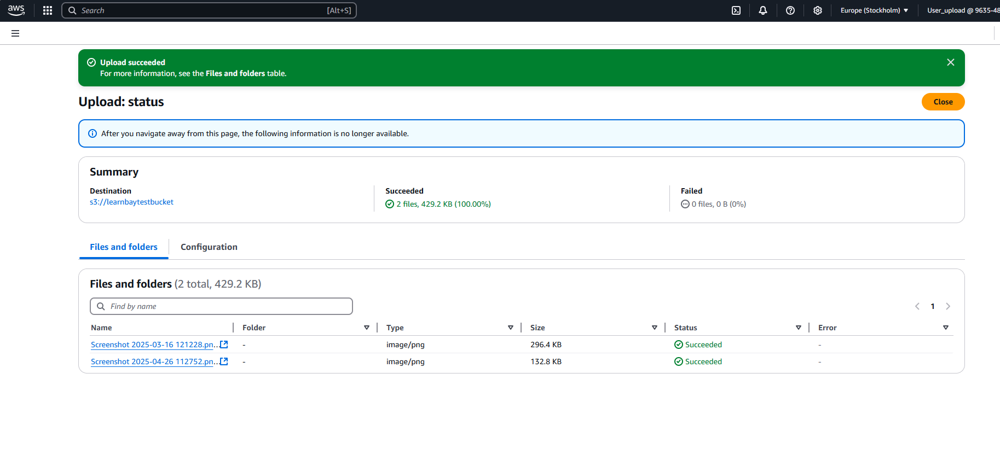 aws
Search
[Alt+S]
Europe (Stockholm)
User_upload @ 9635-48
Upload succeeded
For more information, see the Files and folders table.
Upload: status
Close
After you navigate away from this page, the following information is no longer available.
Summary
Destination
s3://learnbaytestbucket
Succeeded
2 files, 429.2 KB (100.00%)
Failed
0 files, 0 B (0%)
Files and folders
Configuration
Files and folders (2 total, 429.2 KB)
Find by name
1
Name Folder Type Size Status Error
Screenshot 2025-03-16 121228.pn... - image/png 296.4 KB Succeeded -
Screenshot 2025-04-26 112752.pn... - image/png 132.8 KB Succeeded -